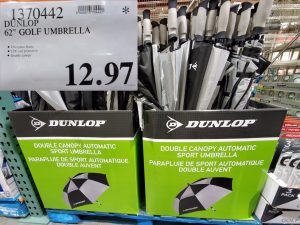 1370442 *
DUNLOP
62" GOLF UMBRELLA
12.97
DUNLOP
DOUBLE CANOPY AUTOMATIC
SPORT UMBRELLA
PARAPLUIE DE SPORT AUTOMATIQUE
DOUBLE AUVENT
DUNLOP
DOUBLE CANOPY AUTOMATIC
SPORT UMBRELLA
PARAPLUIE DE SPORT AUTOMATIQUE
DOUBLE AUVENT
PACK